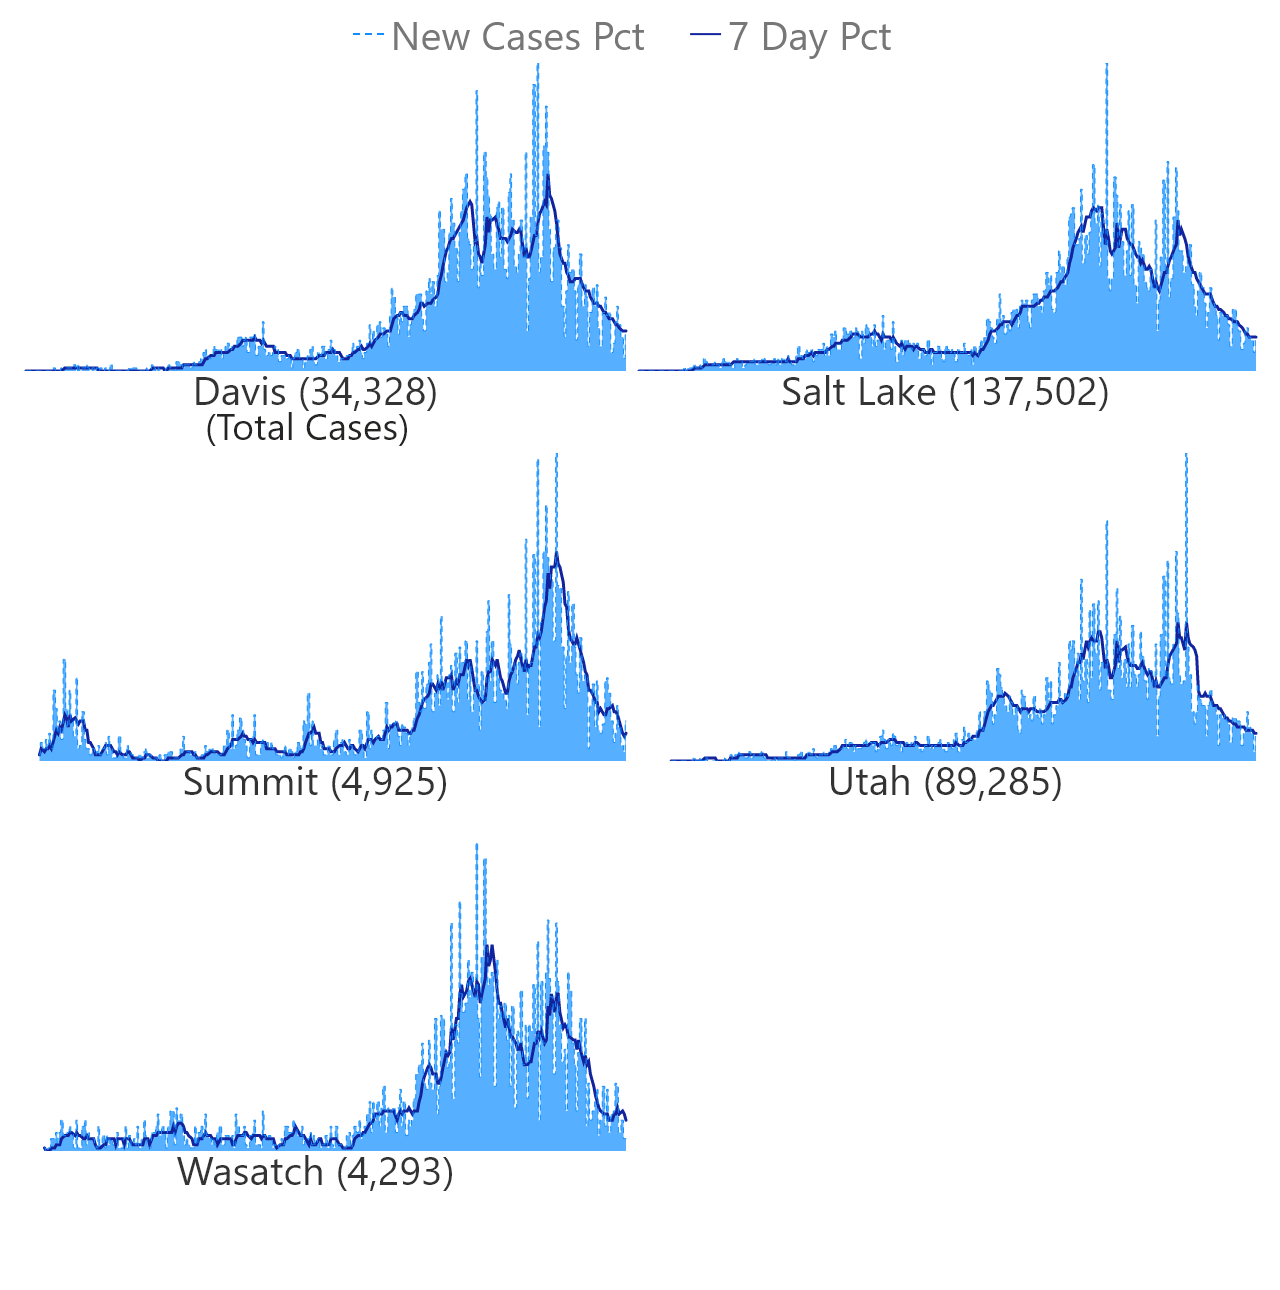 New Cases Pct 7 Day Pct
Davis (34,328)
(Total Cases)
Salt Lake (137,502)
Summit (4,925)
Utah (89,285)
Wasatch (4,293)